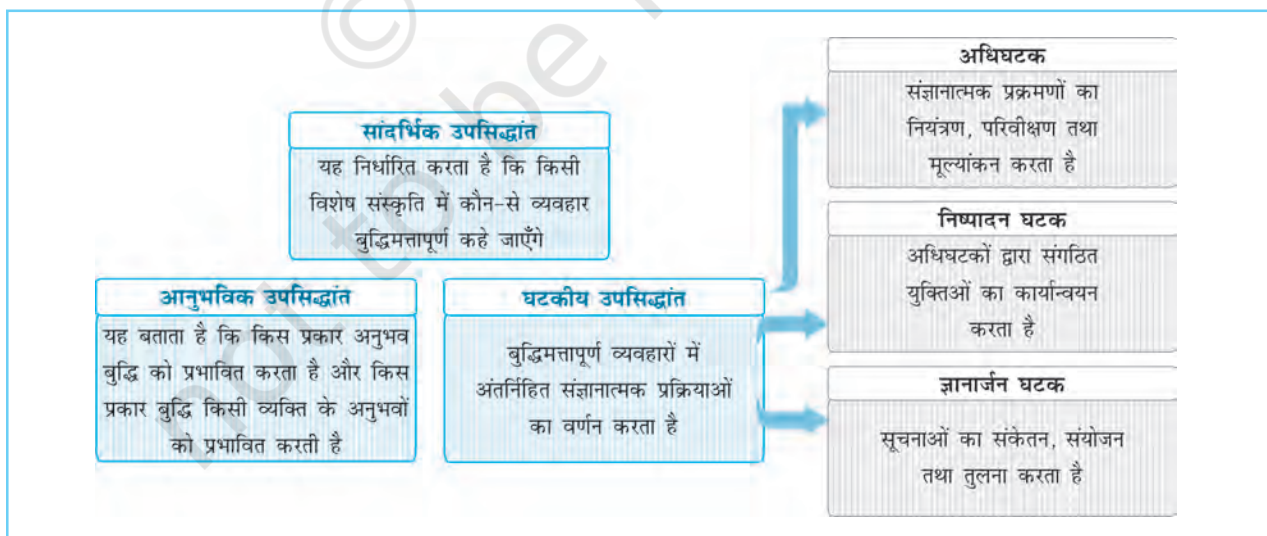 सांदर्भिक उपसिद्धांत
यह निर्धारित करता है कि किसी
विशेष संस्कृति में कौन-से व्यवहार
बुद्धिमत्तापूर्ण कहे जाएँगे
आनुभविक उपसिद्धांत
यह बताता है कि किस प्रकार अनुभव
बुद्धि को प्रभावित करता है और किस
प्रकार बुद्धि किसी व्यक्ति के अनुभवों
को प्रभावित करती है
घटकीय उपसिद्धांत
बुद्धिमत्तापूर्ण व्यवहारों में
अंतर्निहित संज्ञानात्मक प्रक्रियाओं
का वर्णन करता है
अधिघटक
संज्ञानात्मक प्रक्रमणों का
नियंत्रण, परिवीक्षण तथा
मूल्यांकन करता है
निष्पादन घटक
अधिघटकों द्वारा संगठित
युक्तिओं का कार्यान्वयन
करता है
ज्ञानार्जन घटक
सूचनाओं का संकेतन, संयोजन
तथा तुलना करता है
©
not to be